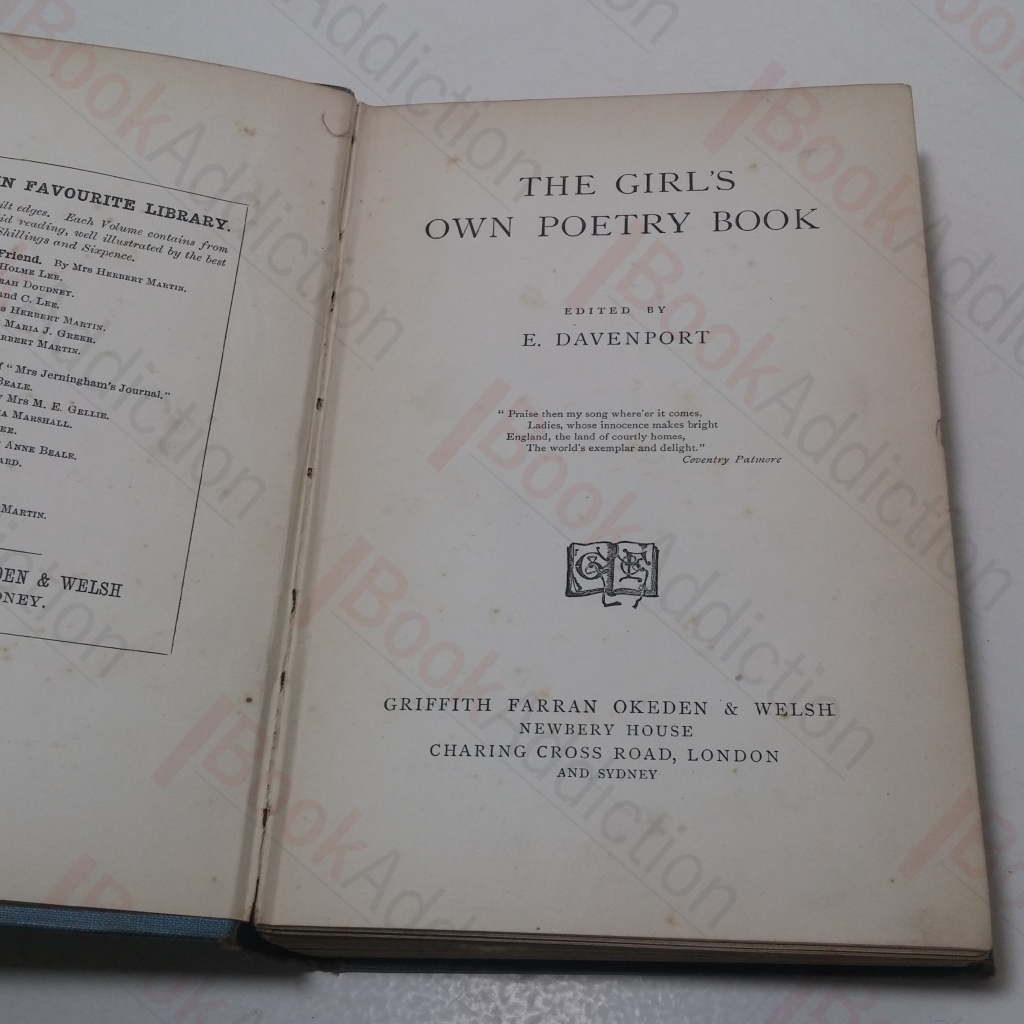 N FAVOURITE LIBRARY.
ilt edges. Each Volume contains from
id reading, well illustrated by the best
Shillings and Sixpence.
Friend. By Mrs Herbert Martin.
Holme Lee.
rah Doudney.
and C. Lee.
s Herbert Martin.
Maria J. Greer.
rbert Martin.
f "Mrs Jerningham's Journal."
Beale.
y Mrs M. E. Gellie.
a Marshall.
ee.
Anne Beale.
ard.
Martin.
DEN & WELSH
DNEY.
THE GIRL'S
OWN POETRY BOOK
EDITED BY
E. DAVENPORT
"Praise then my song where'er it comes,
Ladies, whose innocence makes bright
England, the land of courtly homes,
The world's exemplar and delight."
Coventry Patmore
G F
GRIFFITH FARRAN OKEDEN & WELSH
NEWBERY HOUSE
CHARING CROSS ROAD, LONDON
AND SYDNEY
BookAddiction